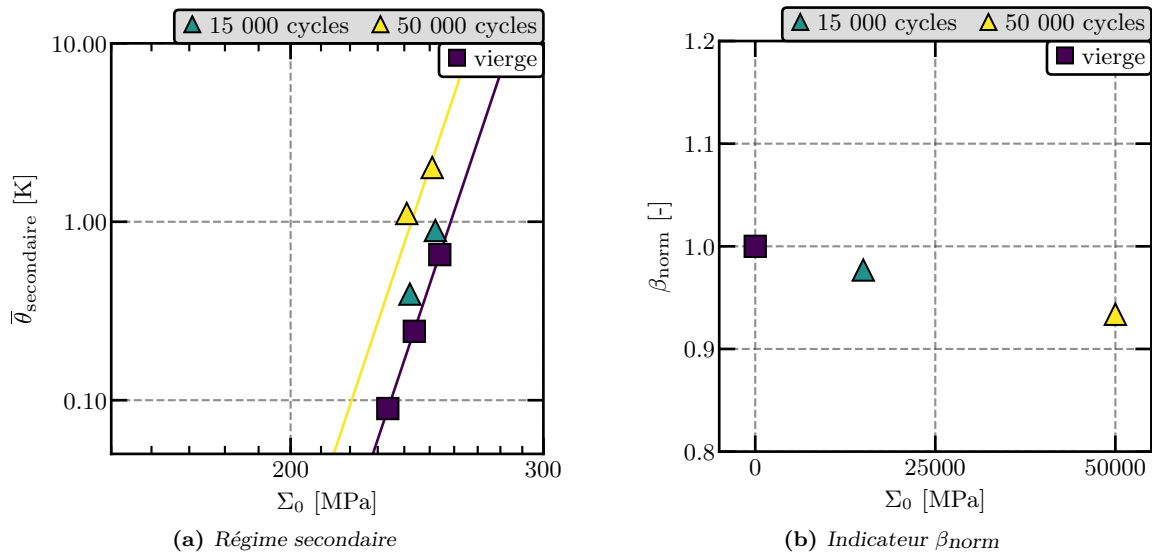 15 000 cycles 50 000 cycles
vierge
10.00
1.00
0.10
θ̅secondaire [K]
200 300
Σ0 [MPa]
(a) Régime secondaire
15 000 cycles 50 000 cycles
vierge
1.2
1.1
1.0
0.9
0.8
βnorm [-]
0 25000 50000
Σ0 [MPa]
(b) Indicateur βnorm